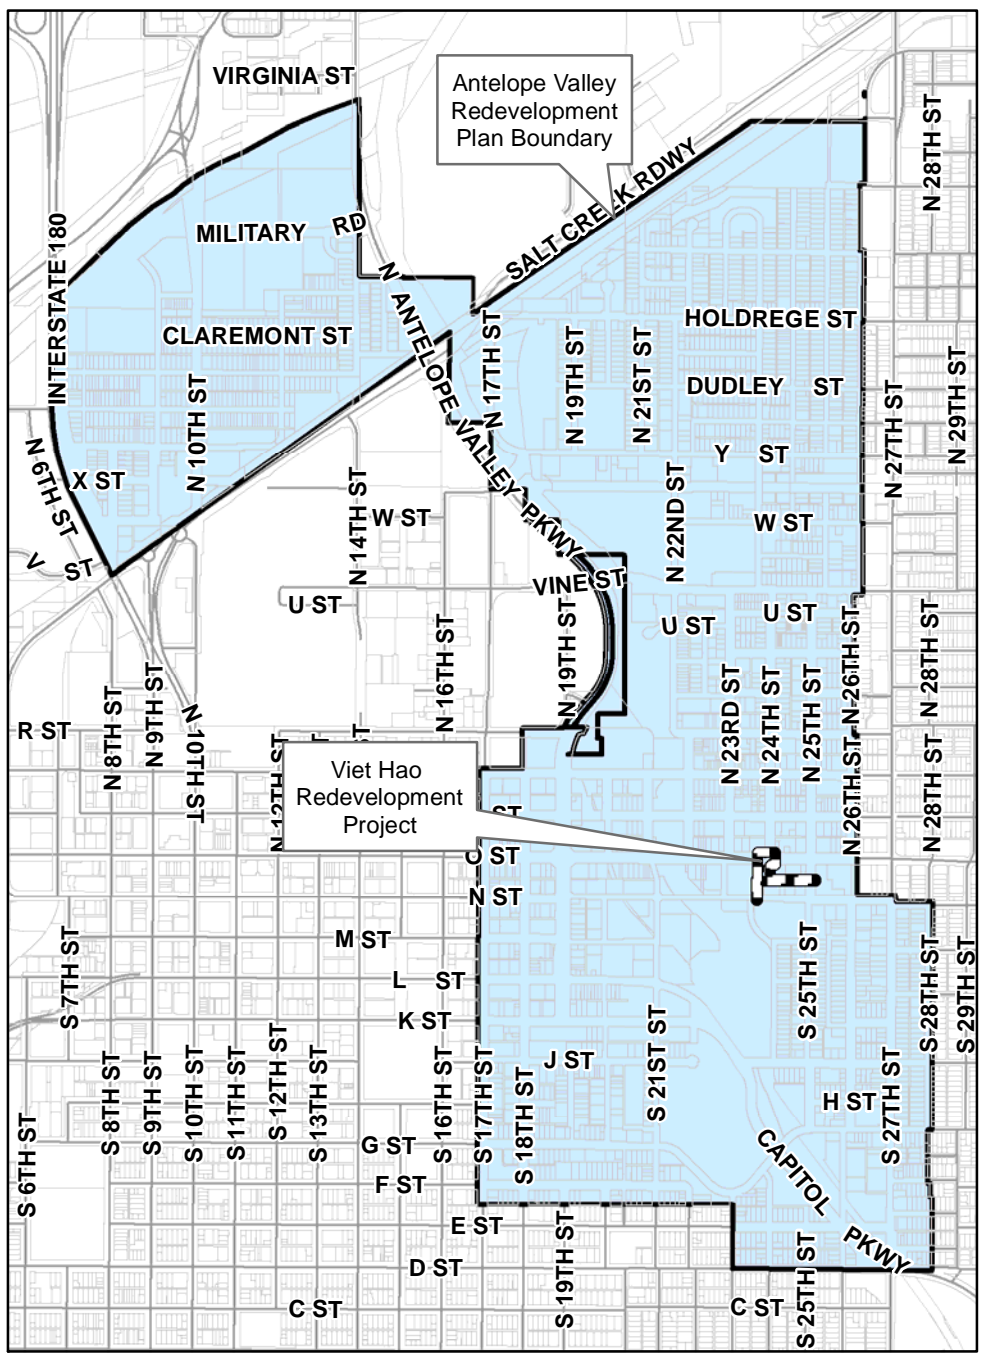 VIRGINIA ST
Antelope Valley
Redevelopment
Plan Boundary
N 28TH ST
SALT CREEK RDWY
MILITARY RD
INTERSTATE 180
N ANTELOPE VALLEY PKWY
CLAREMONT ST
HOLDREGE ST
N 17TH ST
N 19TH ST
N 21ST ST
DUDLEY ST
N 10TH ST
N 27TH ST
N 29TH ST
N 6TH ST
X ST
Y ST
N 14TH ST
W ST
N 22ND ST
W ST
V ST
VINE ST
U ST
U ST
U ST
N 19TH ST
N 16TH ST
N 26TH ST
N 28TH ST
R ST
N 8TH ST
N 9TH ST
N 10TH ST
N 12TH ST
ST
N 23RD ST
N 24TH ST
N 25TH ST
N 26TH ST
N 28TH ST
Viet Hao
Redevelopment
Project
ST
O ST
N ST
M ST
S 7TH ST
L ST
S 25TH ST
S 28TH ST
S 29TH ST
K ST
J ST
S 21ST ST
S 8TH ST
S 9TH ST
S 10TH ST
S 11TH ST
S 12TH ST
S 13TH ST
S 16TH ST
S 17TH ST
S 18TH ST
H ST
S 27TH ST
S 6TH ST
G ST
CAPITOL PKWY
F ST
E ST
S 19TH ST
D ST
S 25TH ST
C ST
C ST